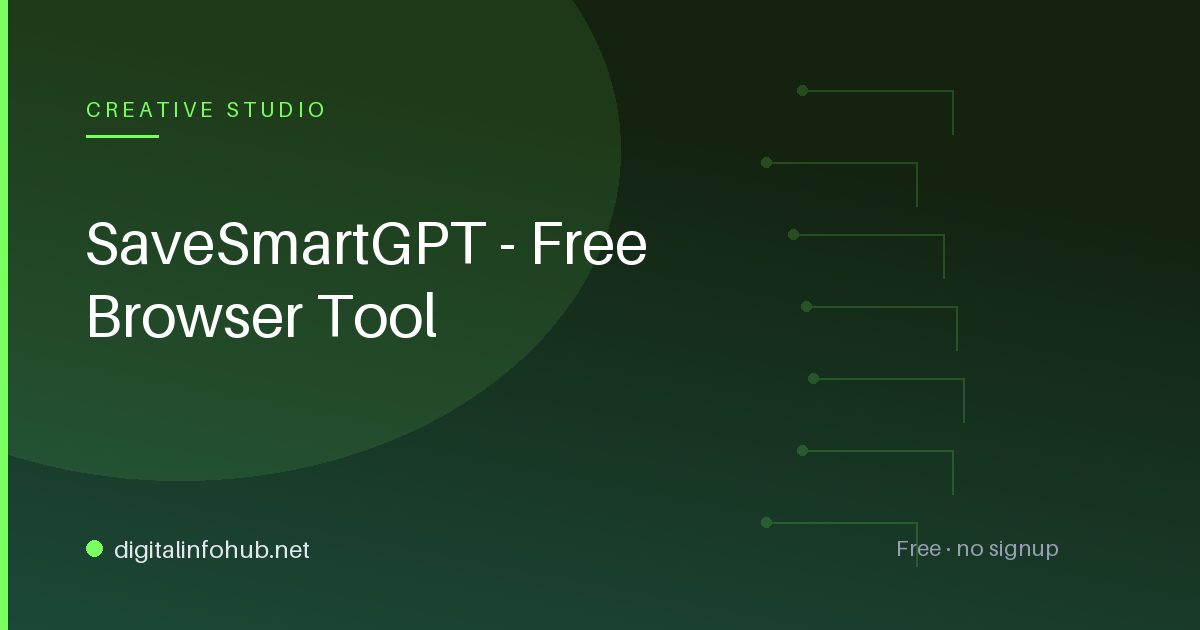 CREATIVE STUDIO
SaveSmartGPT - Free
Browser Tool
digitalinfohub.net
Free · no signup